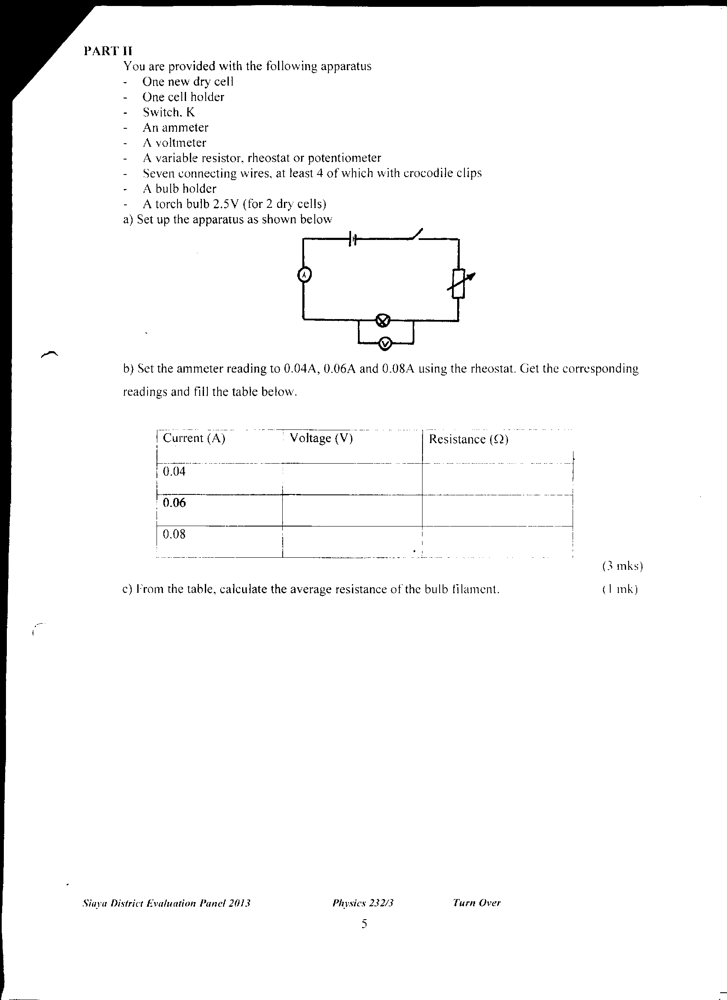 PART II
You are provided with the following apparatus
- One new dry cell
- One cell holder
- Switch, K
- An ammeter
- A voltmeter
- A variable resistor, rheostat or potentiometer
- Seven connecting wires, at least 4 of which with crocodile clips
- A bulb holder
- A torch bulb 2.5V (for 2 dry cells)
a) Set up the apparatus as shown below
A
V
b) Set the ammeter reading to 0.04A, 0.06A and 0.08A using the rheostat. Get the corresponding
readings and fill the table below.
Current (A) Voltage (V) Resistance (Ω)
0.04
0.06
0.08
(3 mks)
c) From the table, calculate the average resistance of the bulb filament. (1 mk)
Siaya District Evaluation Panel 2013 Physics 232/3 Turn Over
5